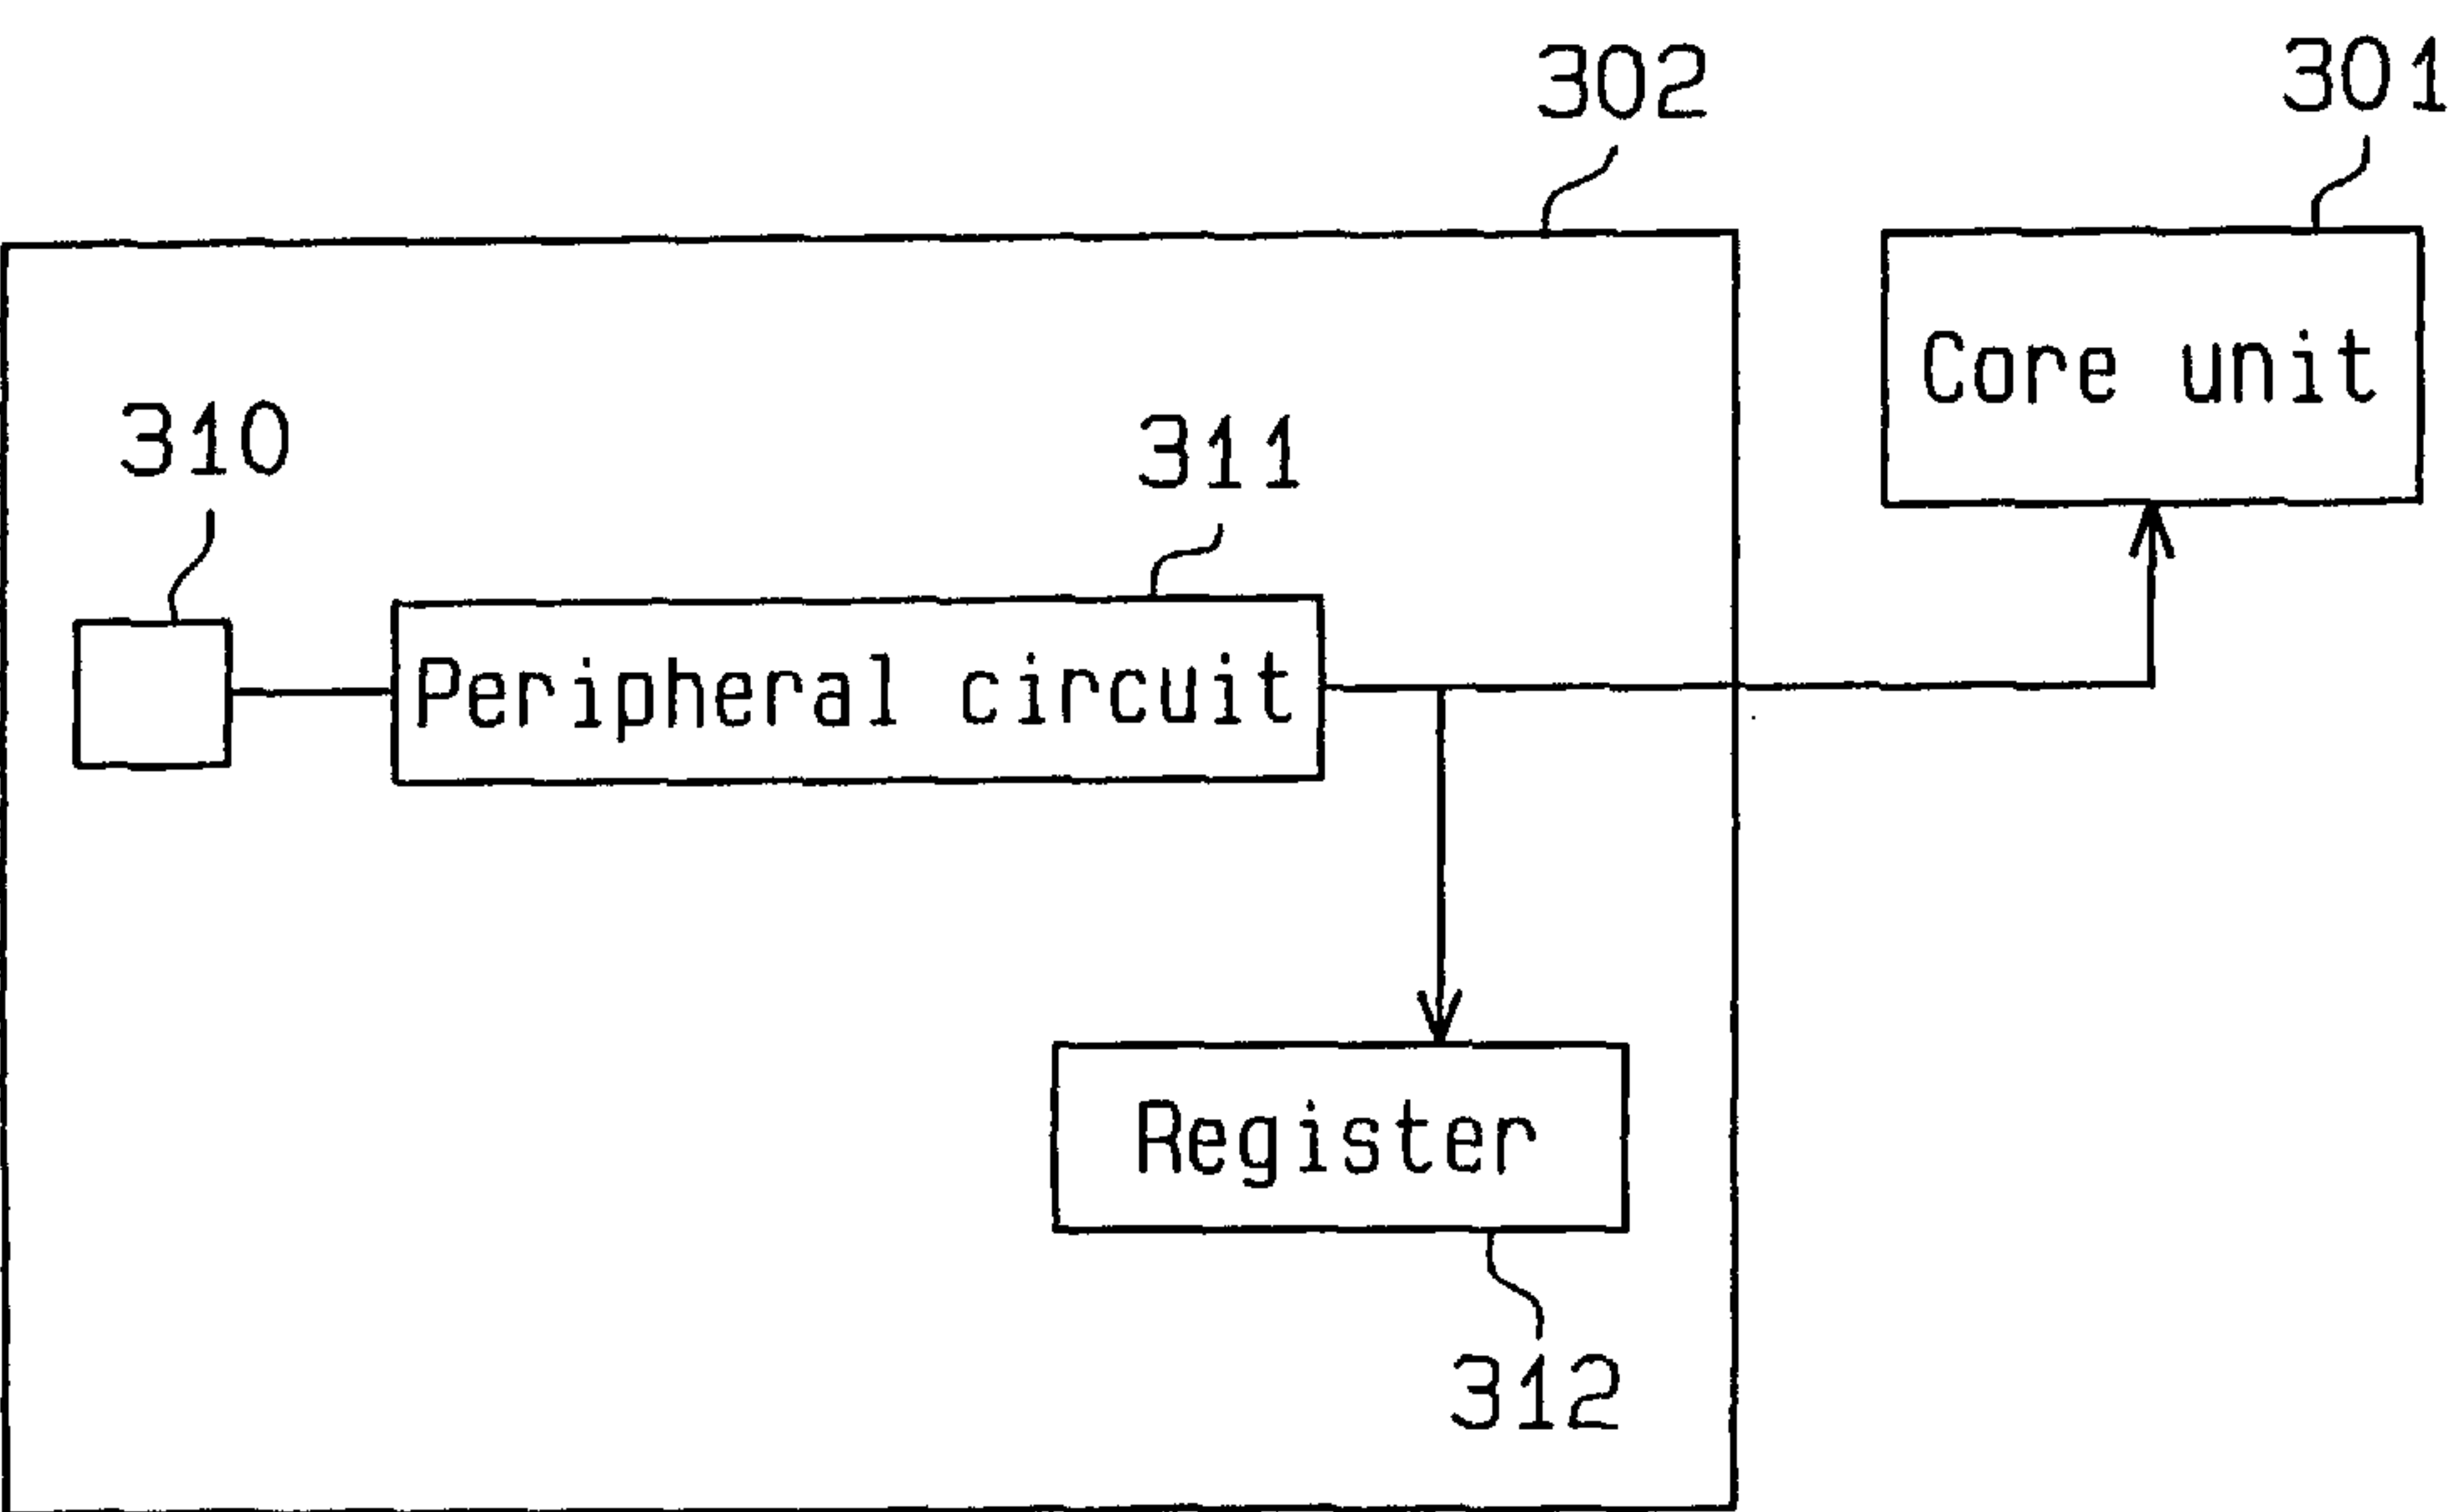 302
301
Core unit
310
311
Peripheral circuit
Register
312